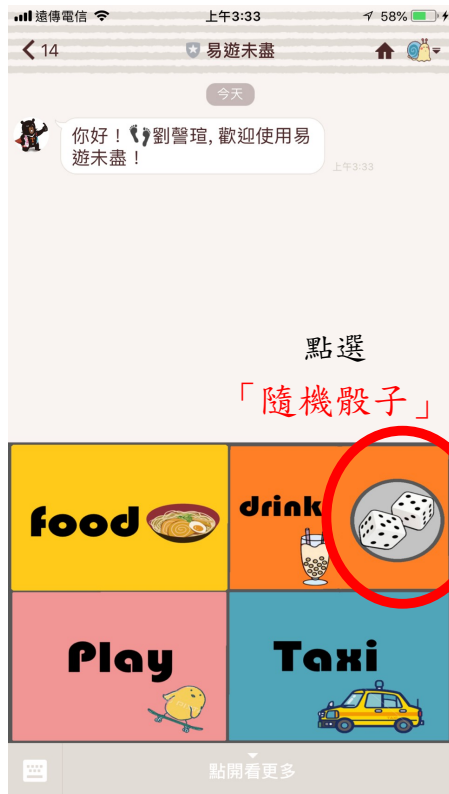 遠傳電信
上午3:33
58%
14
易遊未盡
今天
你好！👣劉謦瑄, 歡迎使用易
遊未盡！
上午3:33
點選
「隨機骰子」
food
drink
Play
Taxi
點開看更多